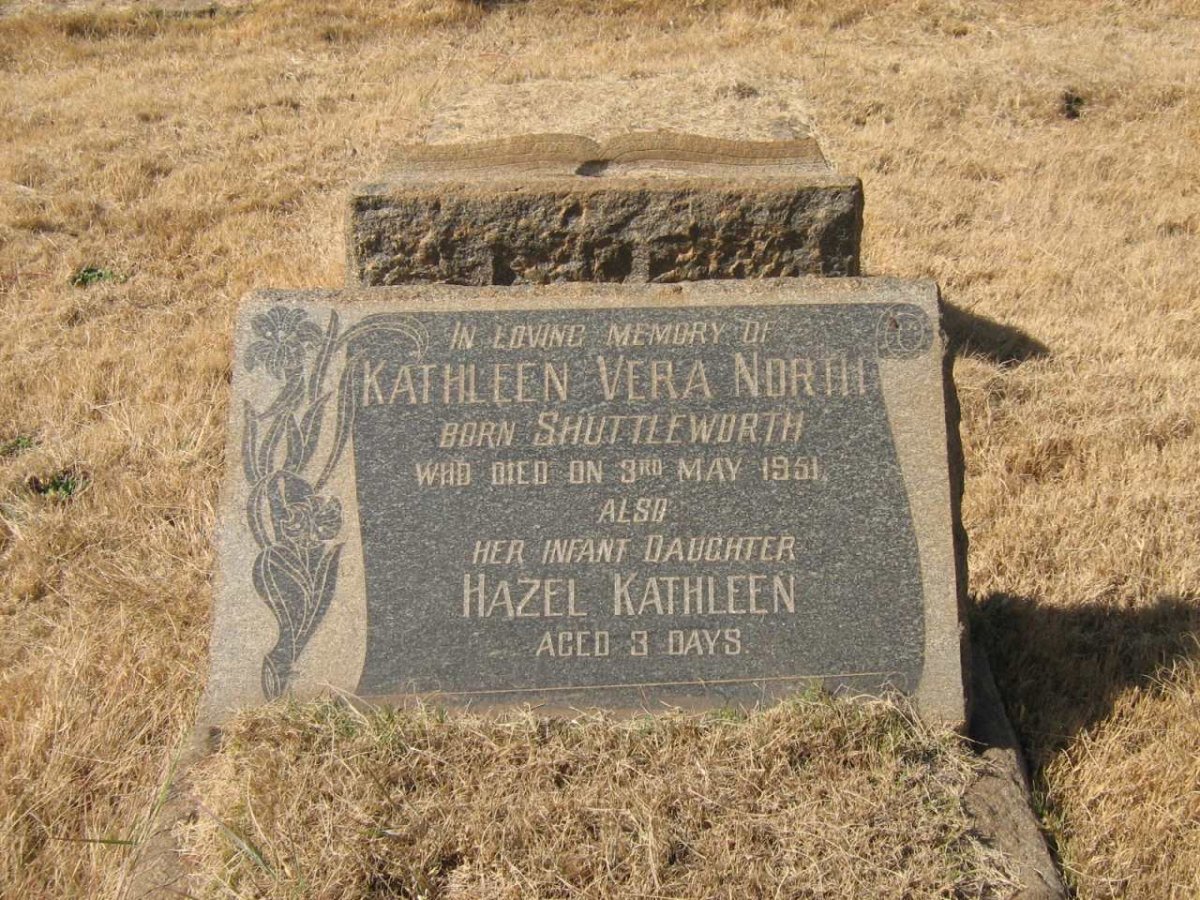 IN LOVING MEMORY OF
KATHLEEN VERA NORTH
BORN SHUTTLEWORTH
WHO DIED ON 3RD MAY 1951.
ALSO
HER INFANT DAUGHTER
HAZEL KATHLEEN
AGED 3 DAYS.